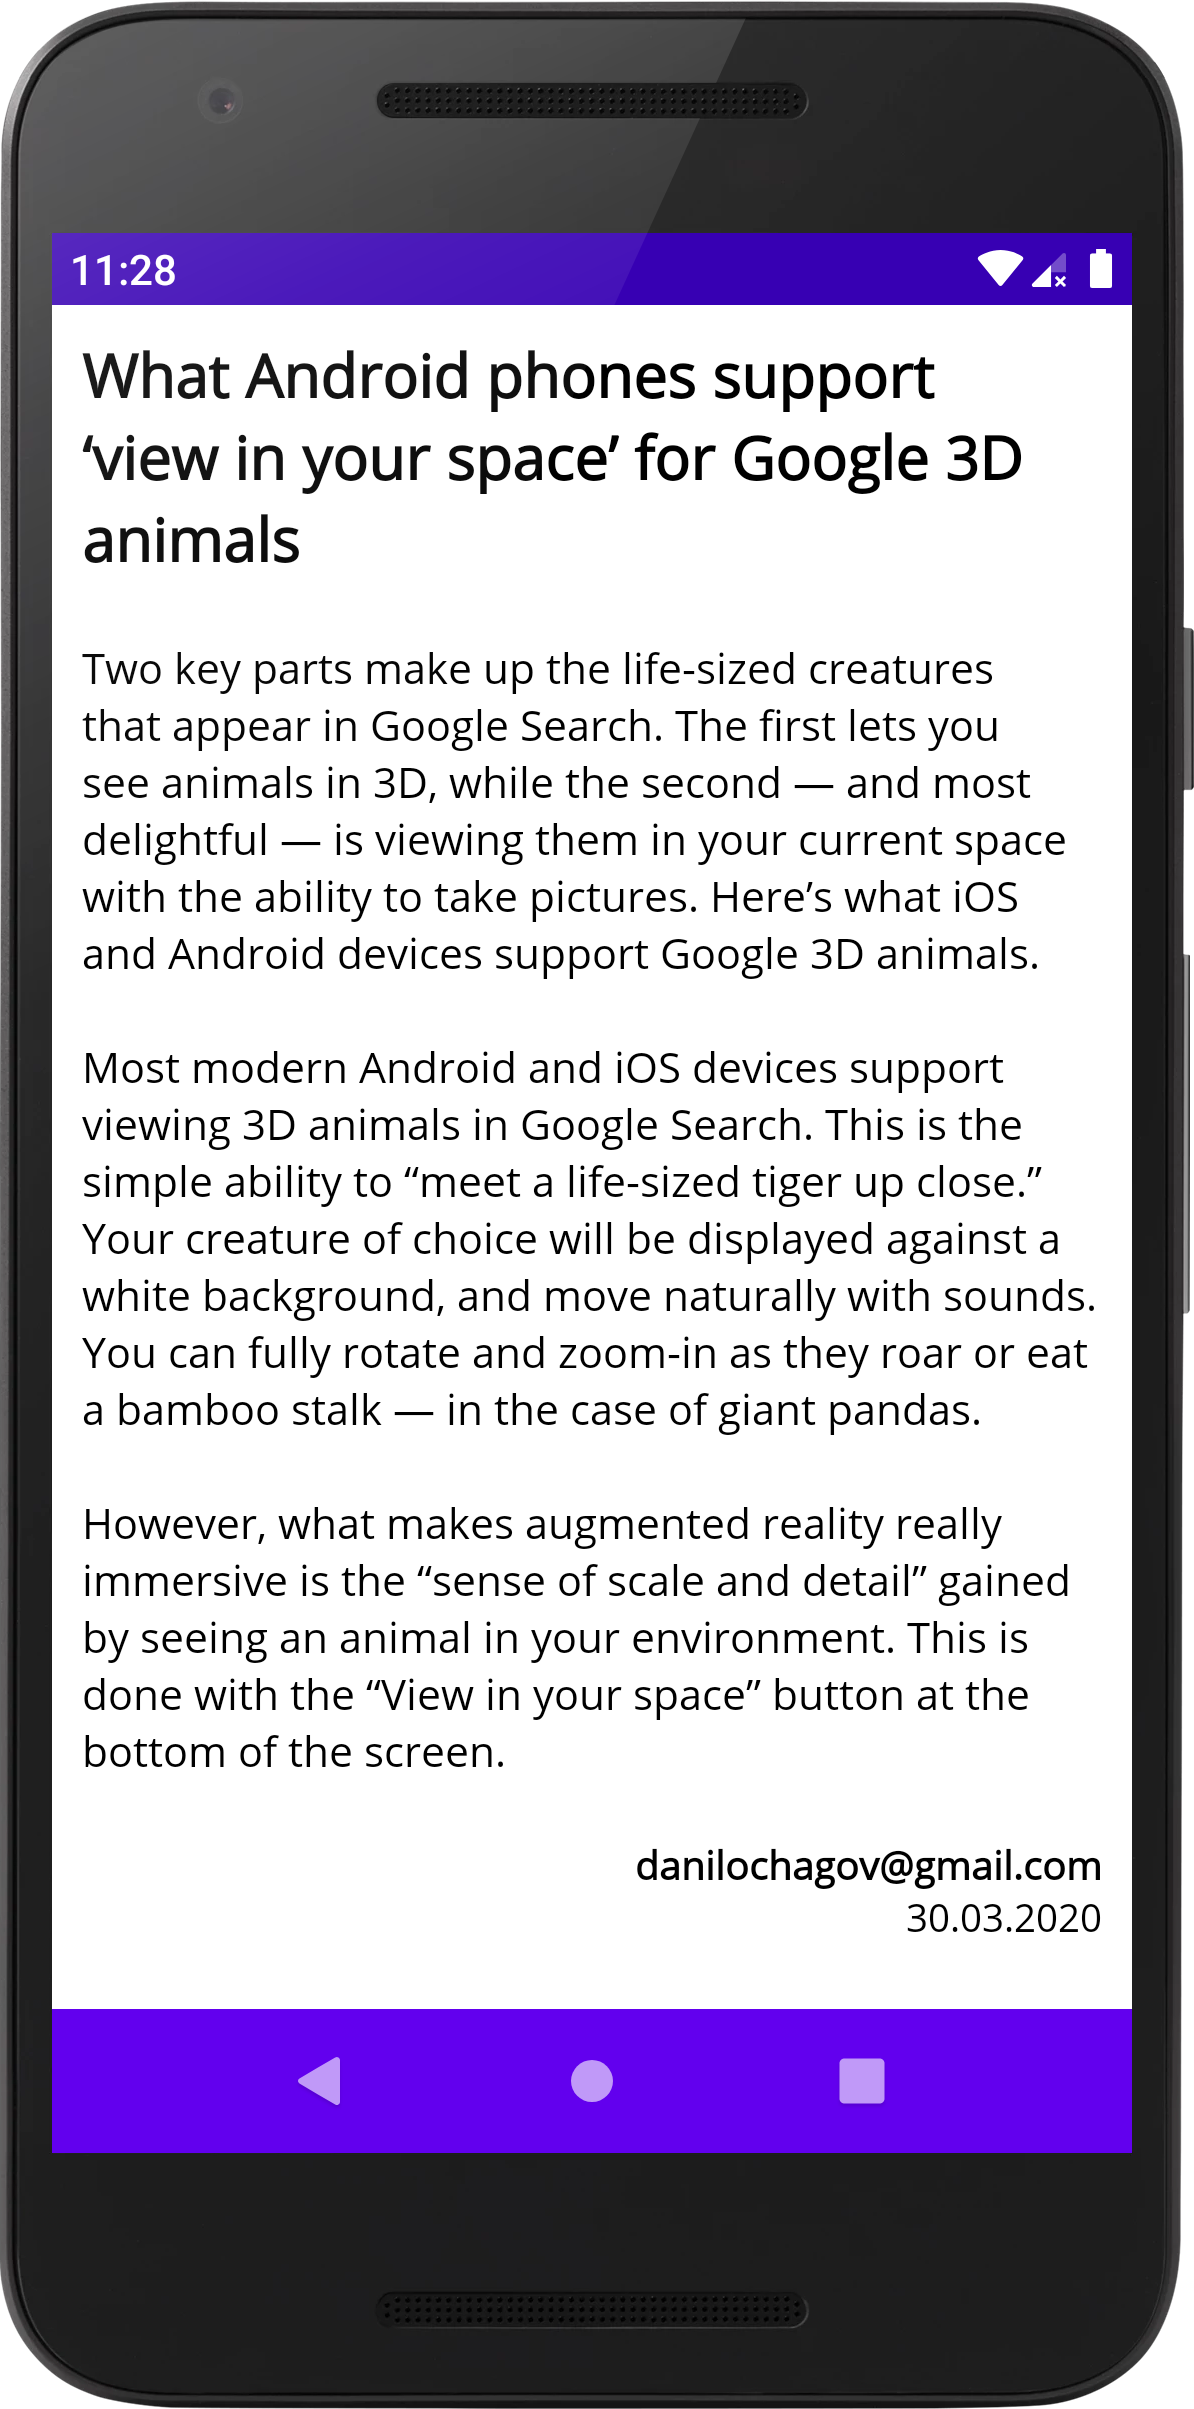 11:28
What Android phones support
‘view in your space’ for Google 3D
animals
Two key parts make up the life-sized creatures
that appear in Google Search. The first lets you
see animals in 3D, while the second — and most
delightful — is viewing them in your current space
with the ability to take pictures. Here’s what iOS
and Android devices support Google 3D animals.
Most modern Android and iOS devices support
viewing 3D animals in Google Search. This is the
simple ability to “meet a life-sized tiger up close.”
Your creature of choice will be displayed against a
white background, and move naturally with sounds.
You can fully rotate and zoom-in as they roar or eat
a bamboo stalk — in the case of giant pandas.
However, what makes augmented reality really
immersive is the “sense of scale and detail” gained
by seeing an animal in your environment. This is
done with the “View in your space” button at the
bottom of the screen.
danilochagov@gmail.com
30.03.2020